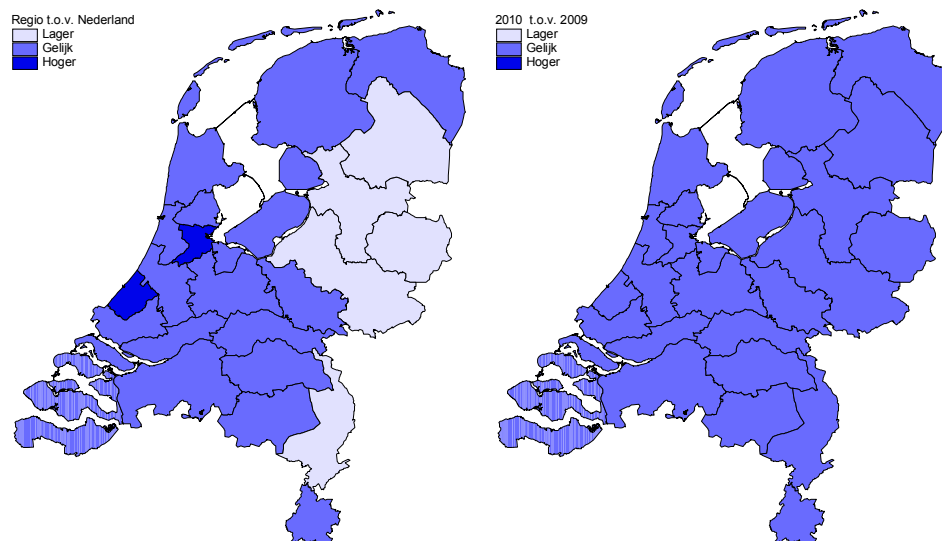 Regio t.o.v. Nederland
Lager
Gelijk
Hoger
2010 t.o.v. 2009
Lager
Gelijk
Hoger